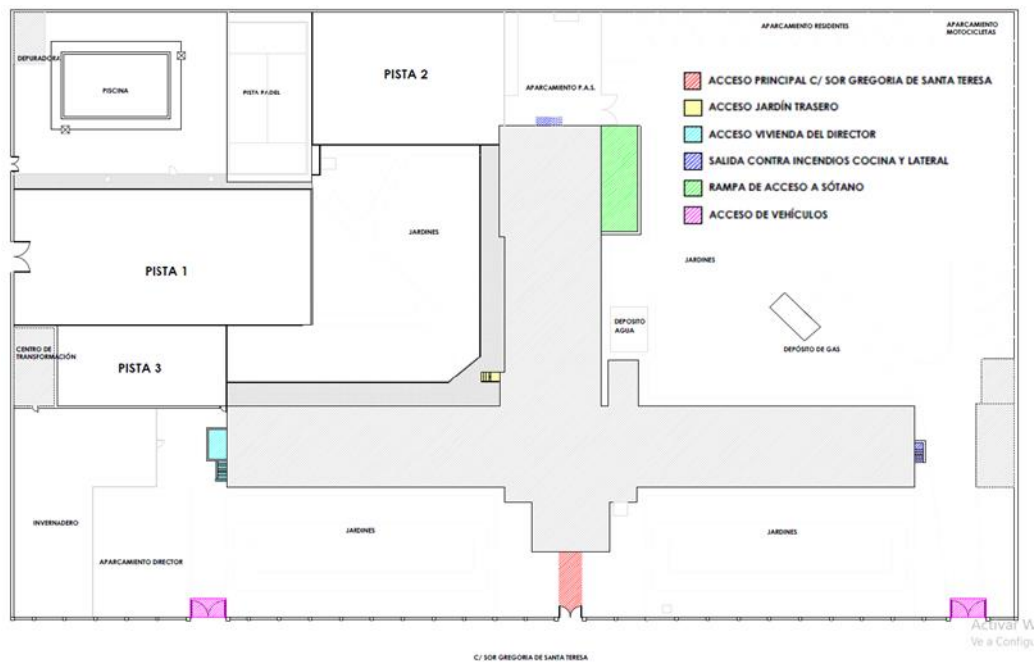 APARCAMIENTO RESIDENTES
APARCAMIENTO
MOTOCICLETAS
DEPURADORA
PISCINA
PISTA PADEL
PISTA 2
APARCAMIENTO P.A.S.
ACCESO PRINCIPAL C/ SOR GREGORIA DE SANTA TERESA
ACCESO JARDÍN TRASERO
ACCESO VIVIENDA DEL DIRECTOR
SALIDA CONTRA INCENDIOS COCINA Y LATERAL
RAMPA DE ACCESO A SÓTANO
ACCESO DE VEHÍCULOS
JARDINES
JARDINES
PISTA 1
DEPOSITO
AGUA
DEPÓSITO DE GAS
CENTRO DE
TRANSFORMACIÓN
PISTA 3
INVERNADERO
JARDINES
JARDINES
APARCAMIENTO DIRECTOR
C/ SOR GREGORIA DE SANTA TERESA
Activar W
Ve a Configu